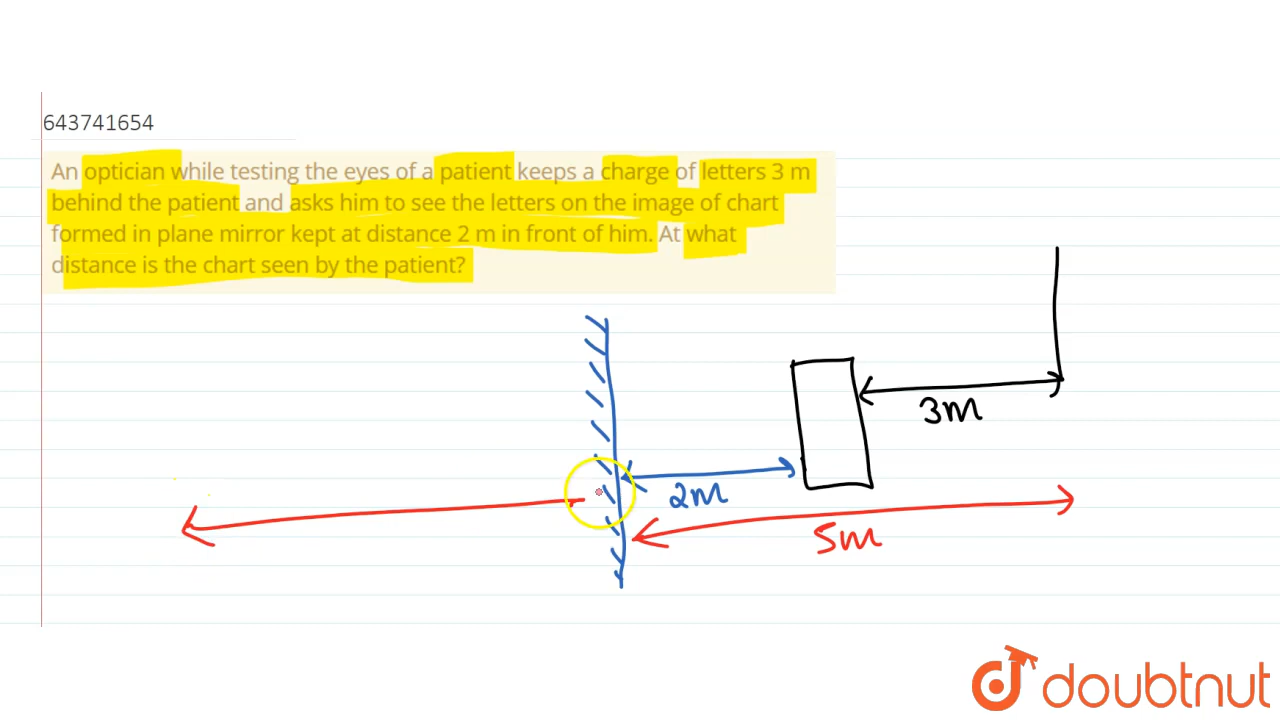 643741654
An optician while testing the eyes of a patient keeps a charge of letters 3 m
behind the patient and asks him to see the letters on the image of chart
formed in plane mirror kept at distance 2 m in front of him. At what
distance is the chart seen by the patient?
3m
2m
5m
doubtnut